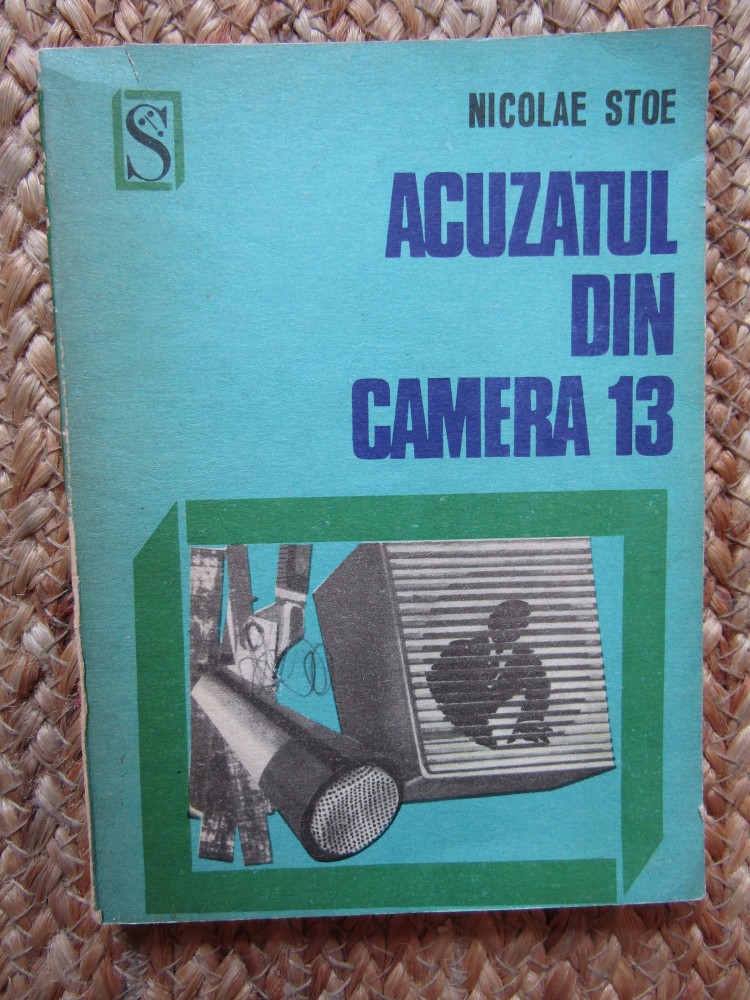 S
NICOLAE STOE
ACUZATUL
DIN
CAMERA 13